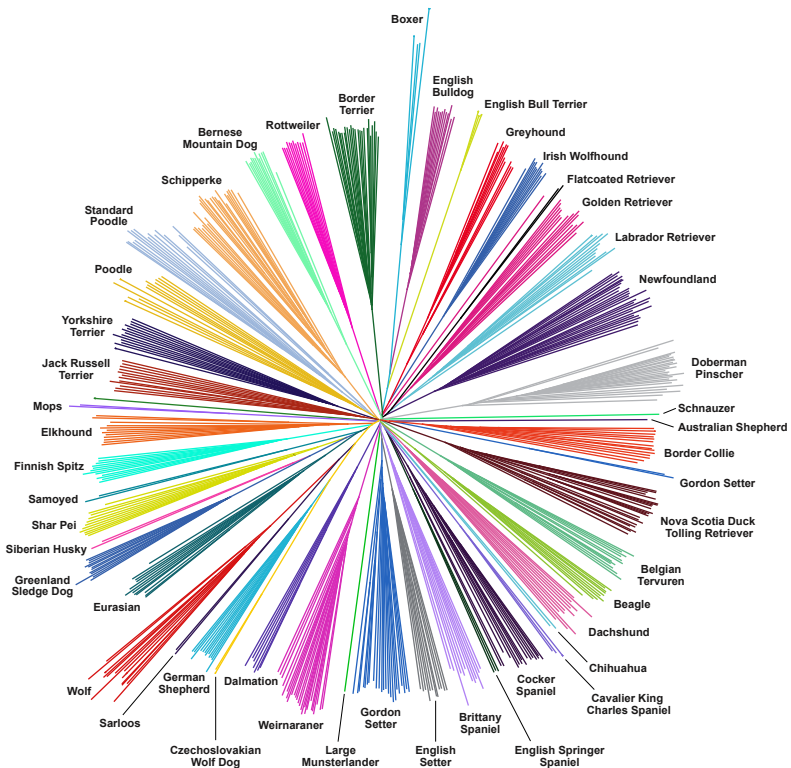 Boxer
English
Bulldog
English Bull Terrier
Greyhound
Irish Wolfhound
Flatcoated Retriever
Golden Retriever
Labrador Retriever
Newfoundland
Doberman
Pinscher
Schnauzer
Australian Shepherd
Border Collie
Gordon Setter
Nova Scotia Duck
Tolling Retriever
Belgian
Tervuren
Beagle
Dachshund
Chihuahua
Cavalier King
Charles Spaniel
Cocker
Spaniel
English Springer
Spaniel
Brittany
Spaniel
English
Setter
Gordon
Setter
Large
Munsterlander
Weirnaraner
Dalmation
Czechoslovakian
Wolf Dog
German
Shepherd
Sarloos
Wolf
Eurasian
Greenland
Sledge Dog
Siberian Husky
Shar Pei
Samoyed
Finnish Spitz
Elkhound
Mops
Jack Russell
Terrier
Yorkshire
Terrier
Poodle
Standard
Poodle
Schipperke
Bernese
Mountain Dog
Rottweiler
Border
Terrier